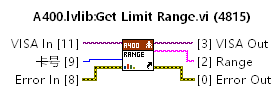 A400.lvlib:Get Limit Range.vi (4815)
VISA In [11]
A400
[3] VISA Out
卡号 [9]
RANGE
[2] Range
Error In [8]
[0] Error Out